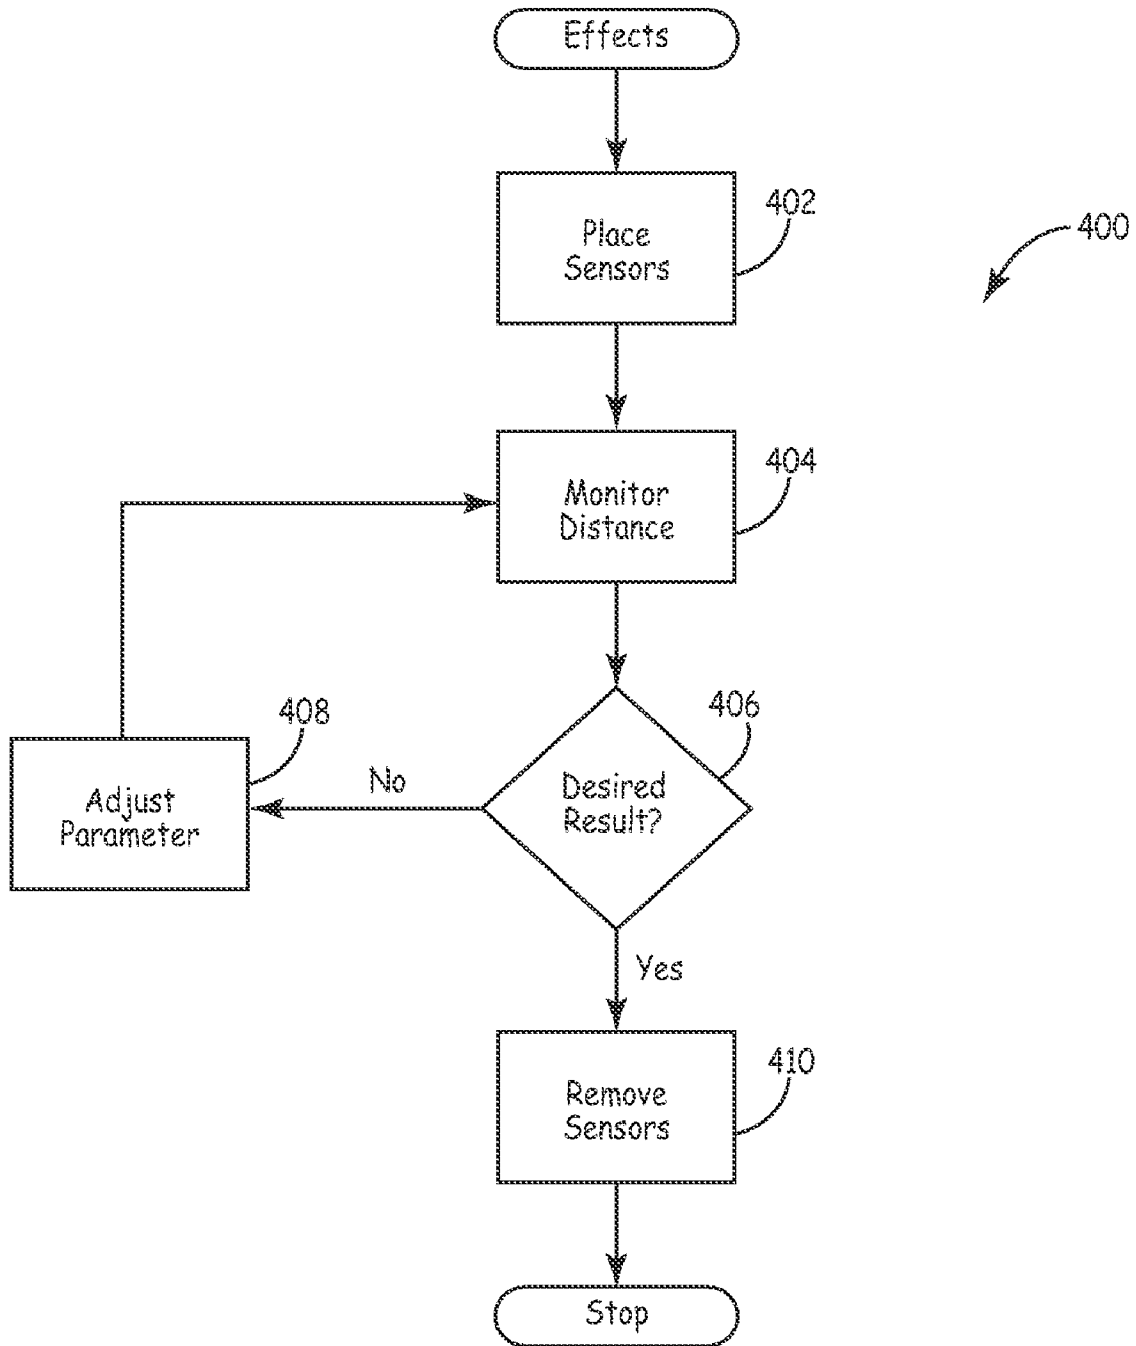 Effects
402
Place
Sensors
400
404
Monitor
Distance
406
408
Desired
Result?
No
Adjust
Parameter
Yes
410
Remove
Sensors
Stop